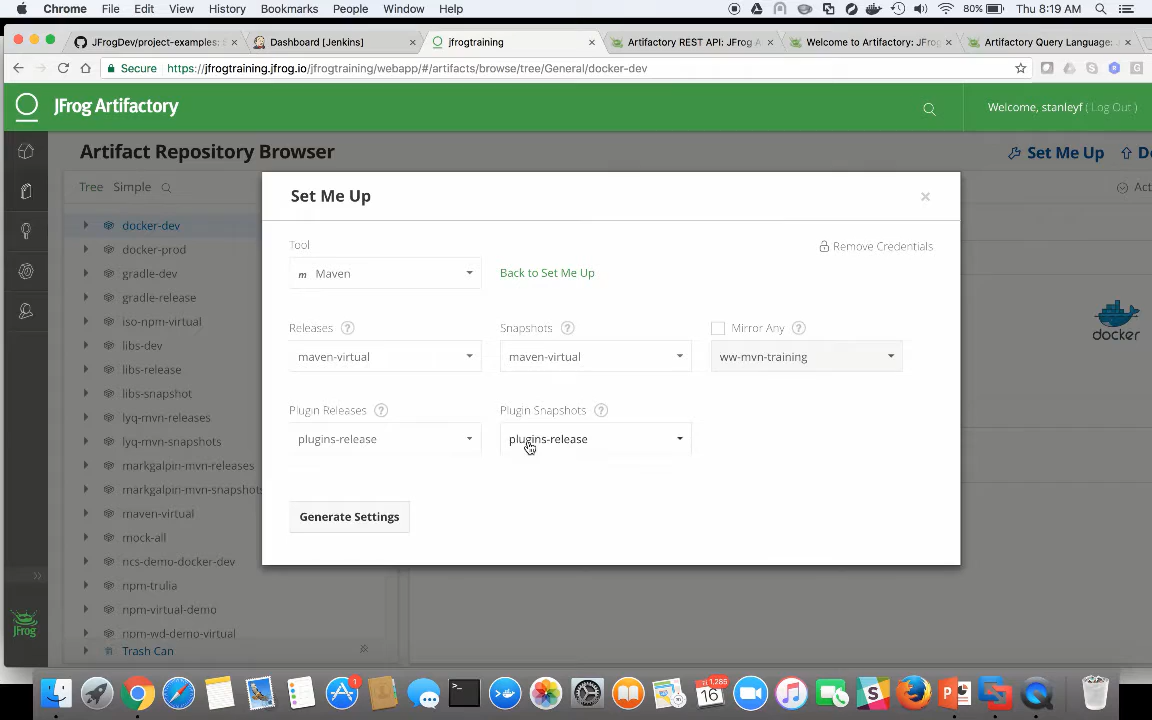 Chrome File Edit View History Bookmarks People Window Help 80% Thu 8:19 AM
JFrogDev/project-examples: Dashboard [Jenkins] jfrogtraining Artifactory REST API: JFrog A Welcome to Artifactory: JFrog Artifactory Query Language:
Secure https://jfrogtraining.jfrog.io/jfrogtraining/webapp/#/artifacts/browse/tree/General/docker-dev
JFrog Artifactory
Welcome, stanleyf ( Log Out )
Artifact Repository Browser
Set Me Up
Tree Simple
docker-dev
docker-prod
gradle-dev
gradle-release
iso-npm-virtual
libs-dev
libs-release
libs-snapshot
lyq-mvn-releases
lyq-mvn-snapshots
markgalpin-mvn-releases
markgalpin-mvn-snapshots
maven-virtual
mock-all
ncs-demo-docker-dev
npm-trulia
npm-virtual-demo
npm-wd-demo-virtual
Trash Can
JFrog
Set Me Up
×
Tool
Remove Credentials
m Maven
Back to Set Me Up
Releases ? Snapshots ? Mirror Any ?
maven-virtual maven-virtual ww-mvn-training
Plugin Releases ? Plugin Snapshots ?
plugins-release plugins-release
Generate Settings
docker
1
1,285
16